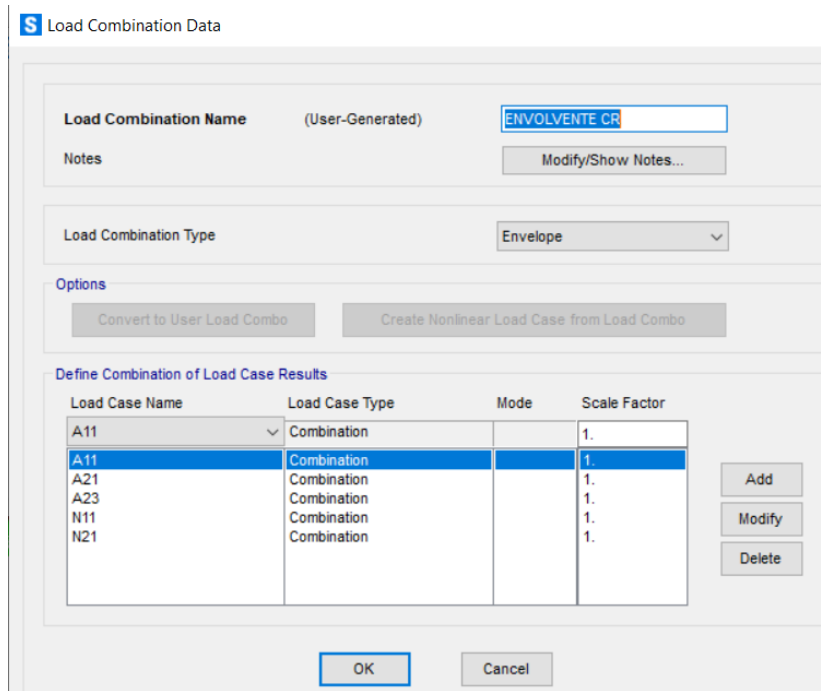 S Load Combination Data
Load Combination Name (User-Generated) ENVOLVENTE CR
Notes Modify/Show Notes...
Load Combination Type Envelope
Options
Convert to User Load Combo Create Nonlinear Load Case from Load Combo
Define Combination of Load Case Results
Load Case Name Load Case Type Mode Scale Factor
A11 Combination 1.
A11 Combination 1.
A21 Combination 1.
A23 Combination 1.
N11 Combination 1.
N21 Combination 1.
Add
Modify
Delete
OK Cancel